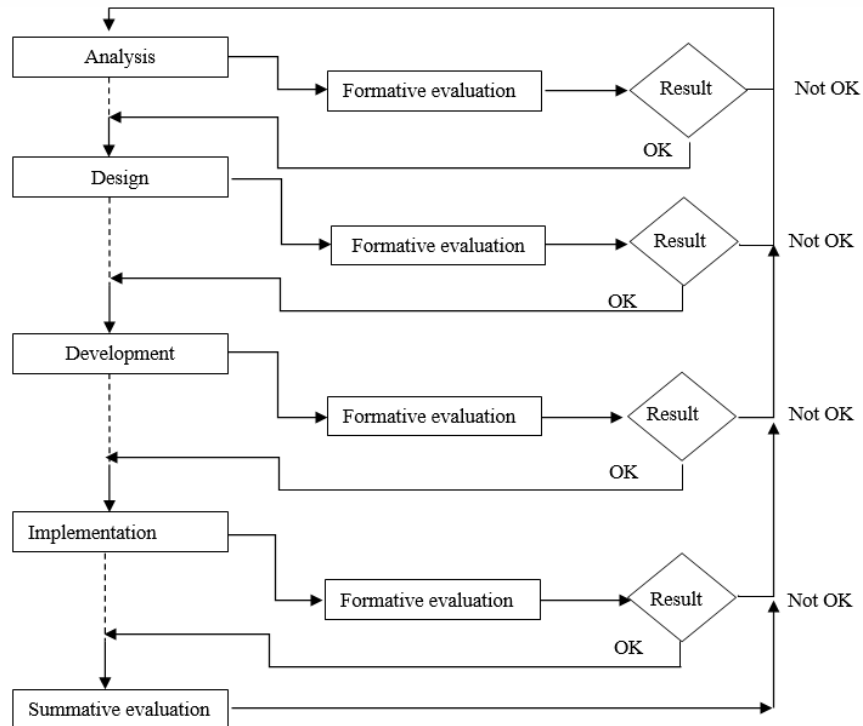 Analysis
Formative evaluation
Result
Not OK
OK
Design
Formative evaluation
Result
Not OK
OK
Development
Formative evaluation
Result
Not OK
OK
Implementation
Formative evaluation
Result
Not OK
OK
Summative evaluation